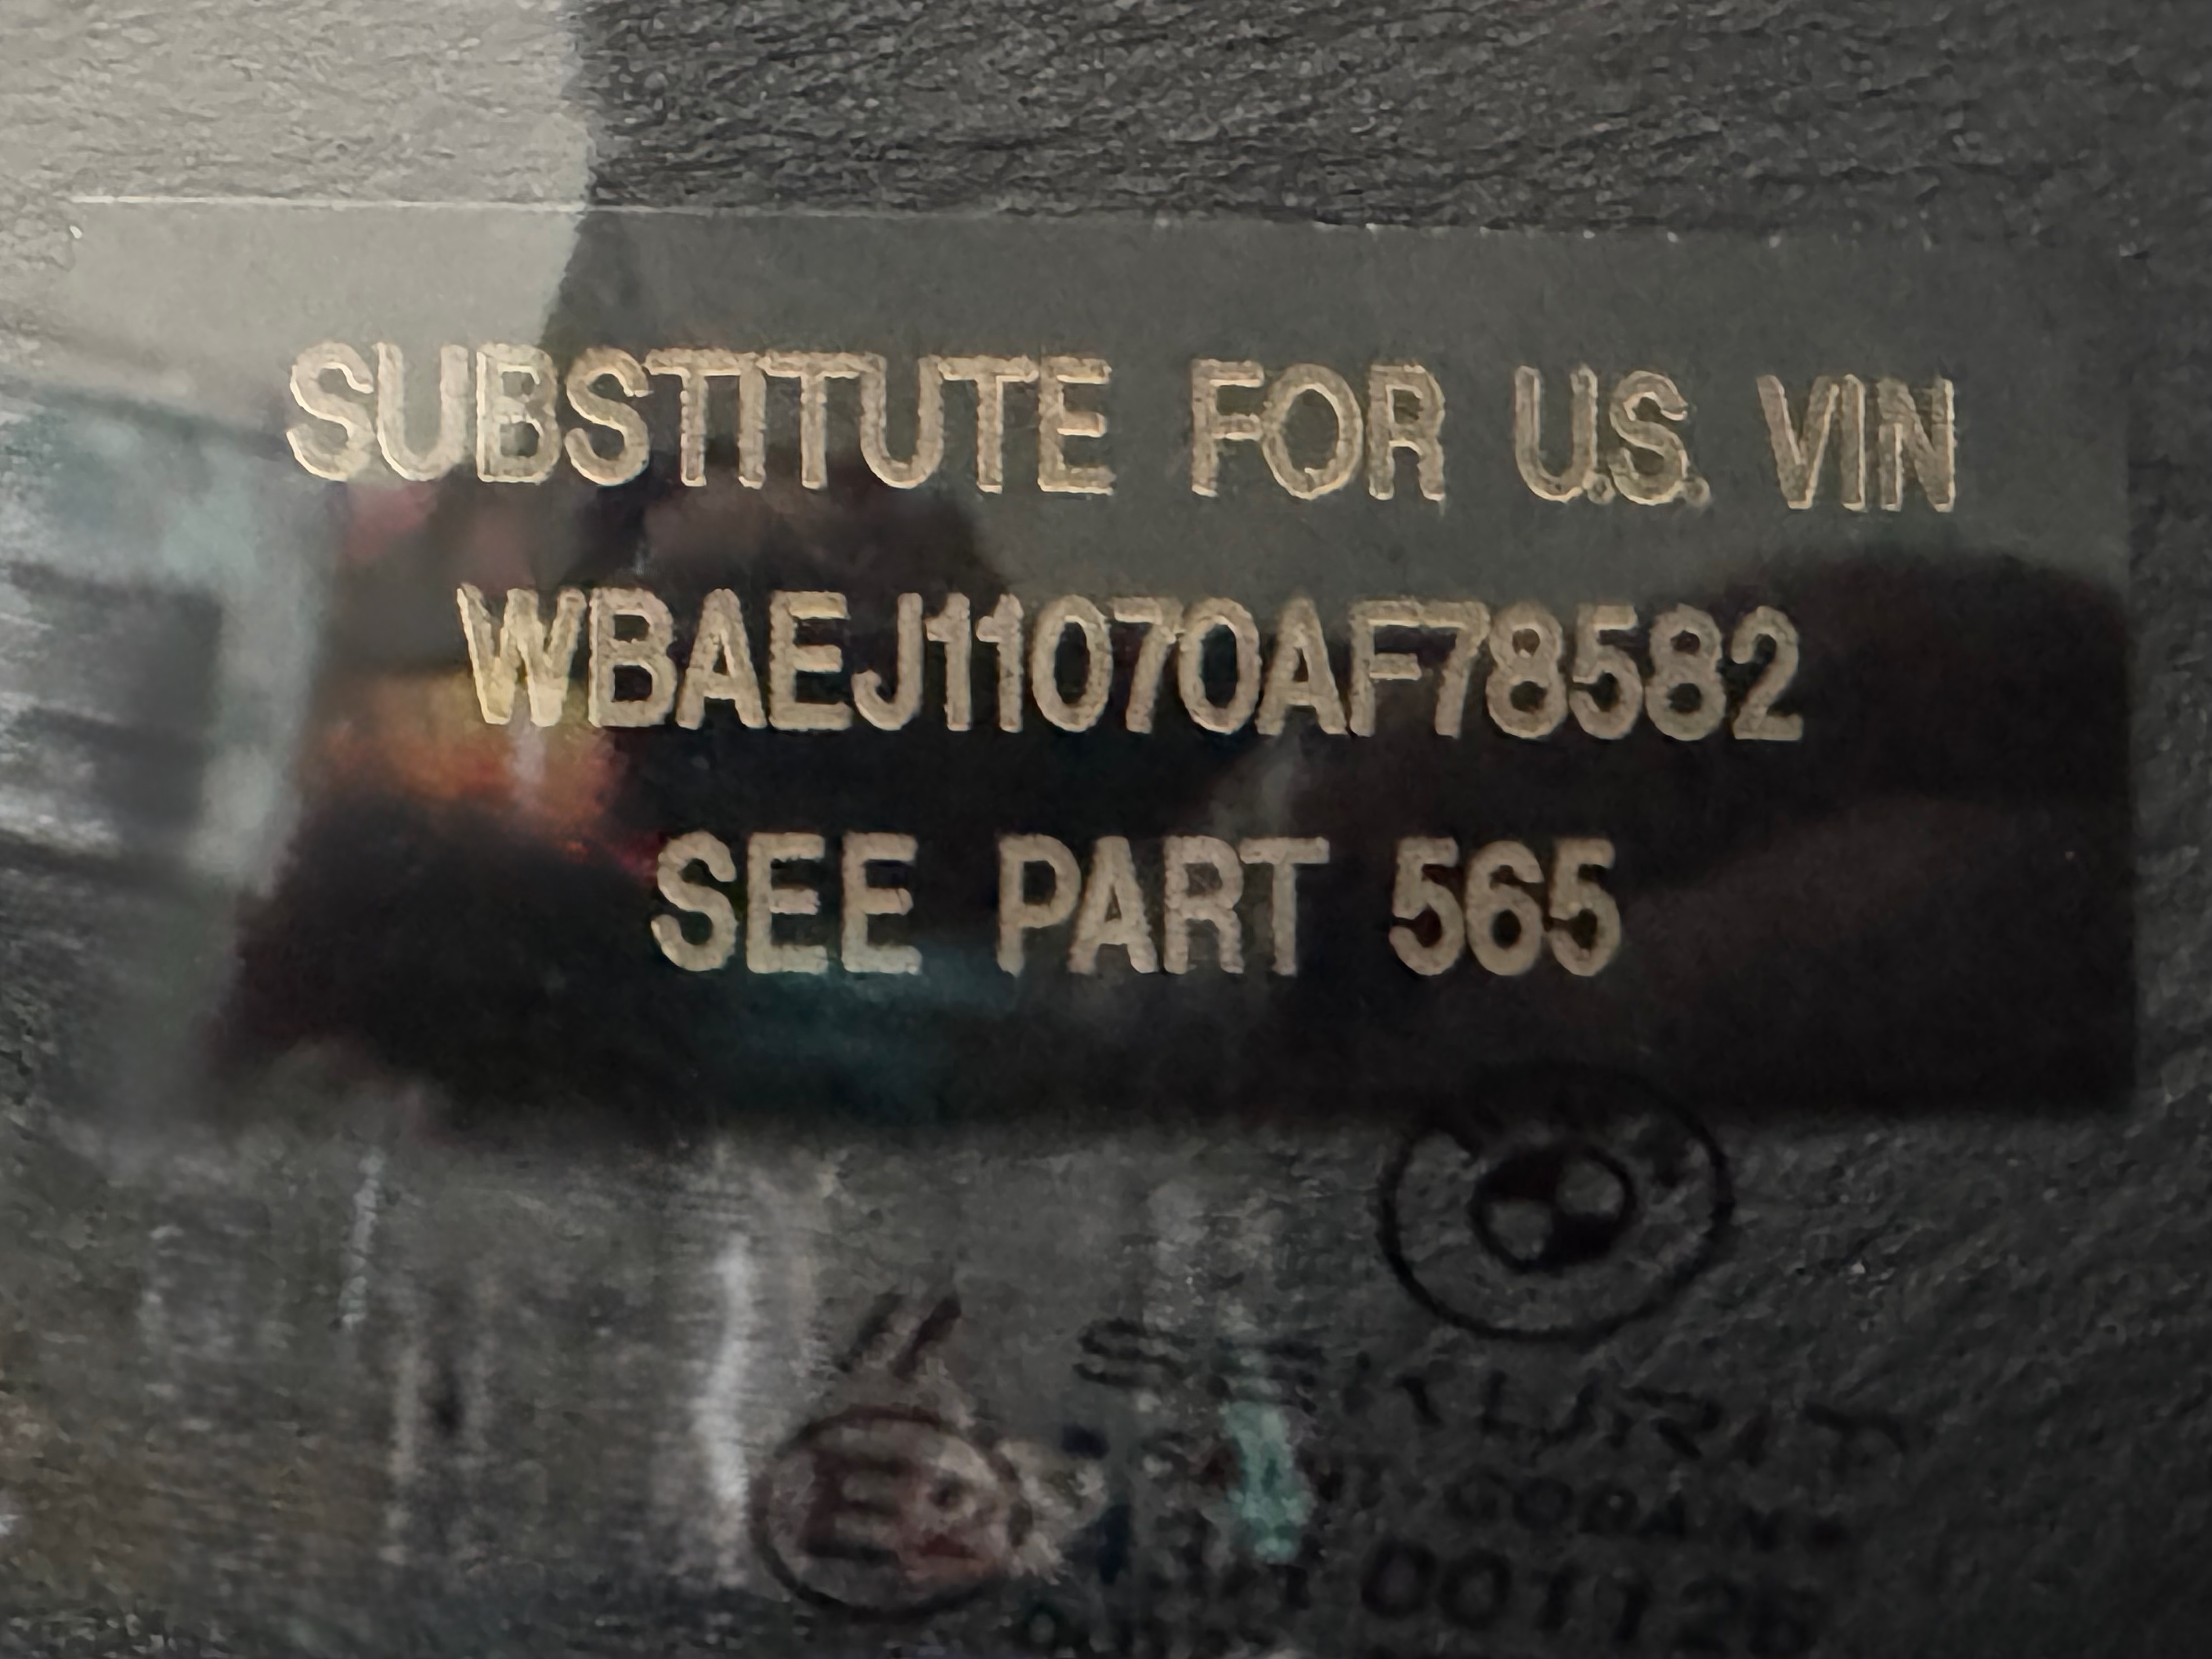 SUBSTITUTE FOR U.S. VIN
WBAEJ11070AF78582
SEE PART 565